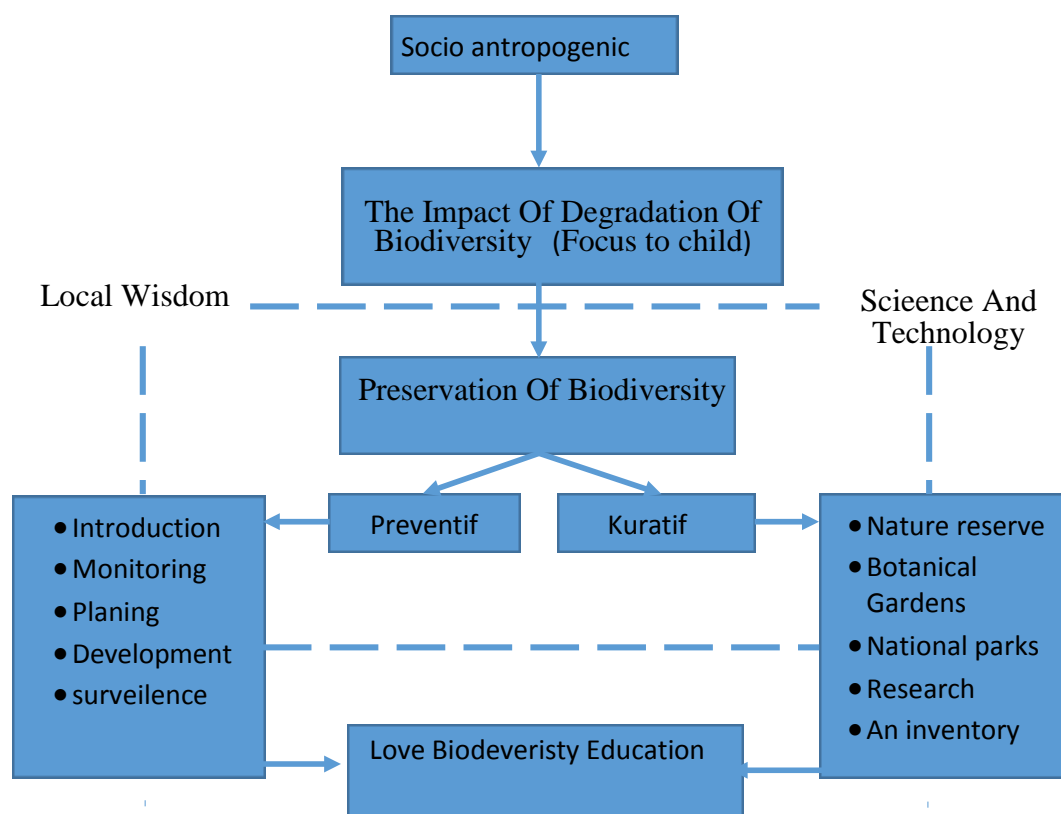 Socio antropogenic
The Impact Of Degradation Of
Biodiversity (Focus to child)
Local Wisdom
Scieence And
Technology
Preservation Of Biodiversity
Preventif
Kuratif
• Introduction
• Monitoring
• Planing
• Development
• surveilence
• Nature reserve
• Botanical
Gardens
• National parks
• Research
• An inventory
Love Biodeveristy Education